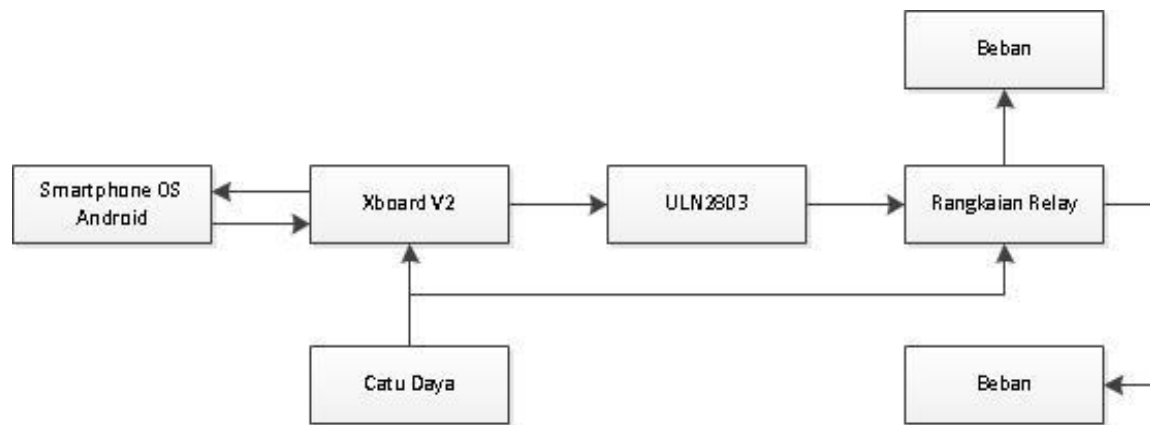 Beban
Smartphone OS
Android
Xboard V2
ULN2803
Rangkaian Relay
Catu Daya
Beban